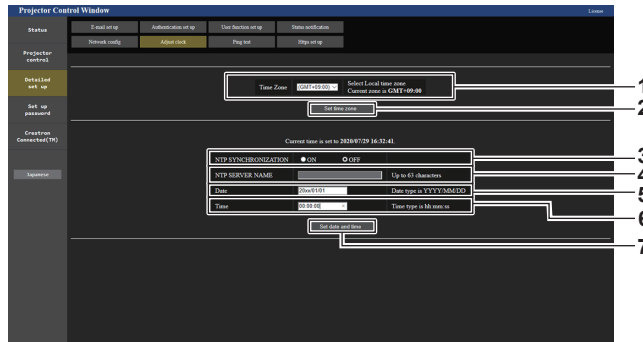 Projector Control Window
License
Status
E-mail set up
Authentication set up
User function set up
Status notification
Network config
Adjust clock
Ping test
Https set up
Projector
control
Detailed
set up
Set up
password
Crestron
Connected(TM)
Japanese
Time Zone
(GMT+09:00)
Select Local time zone
Current zone is GMT+09:00
1
Set time zone
2
Current time is set to 2020/07/29 16:32:41.
NTP SYNCHRONIZATION
ON
OFF
3
NTP SERVER NAME
Up to 63 characters
4
Date
20xx/01/01
Date type is YYYY/MM/DD
5
Time
00:00:00
Time type is hh:mm:ss
6
Set date and time
7